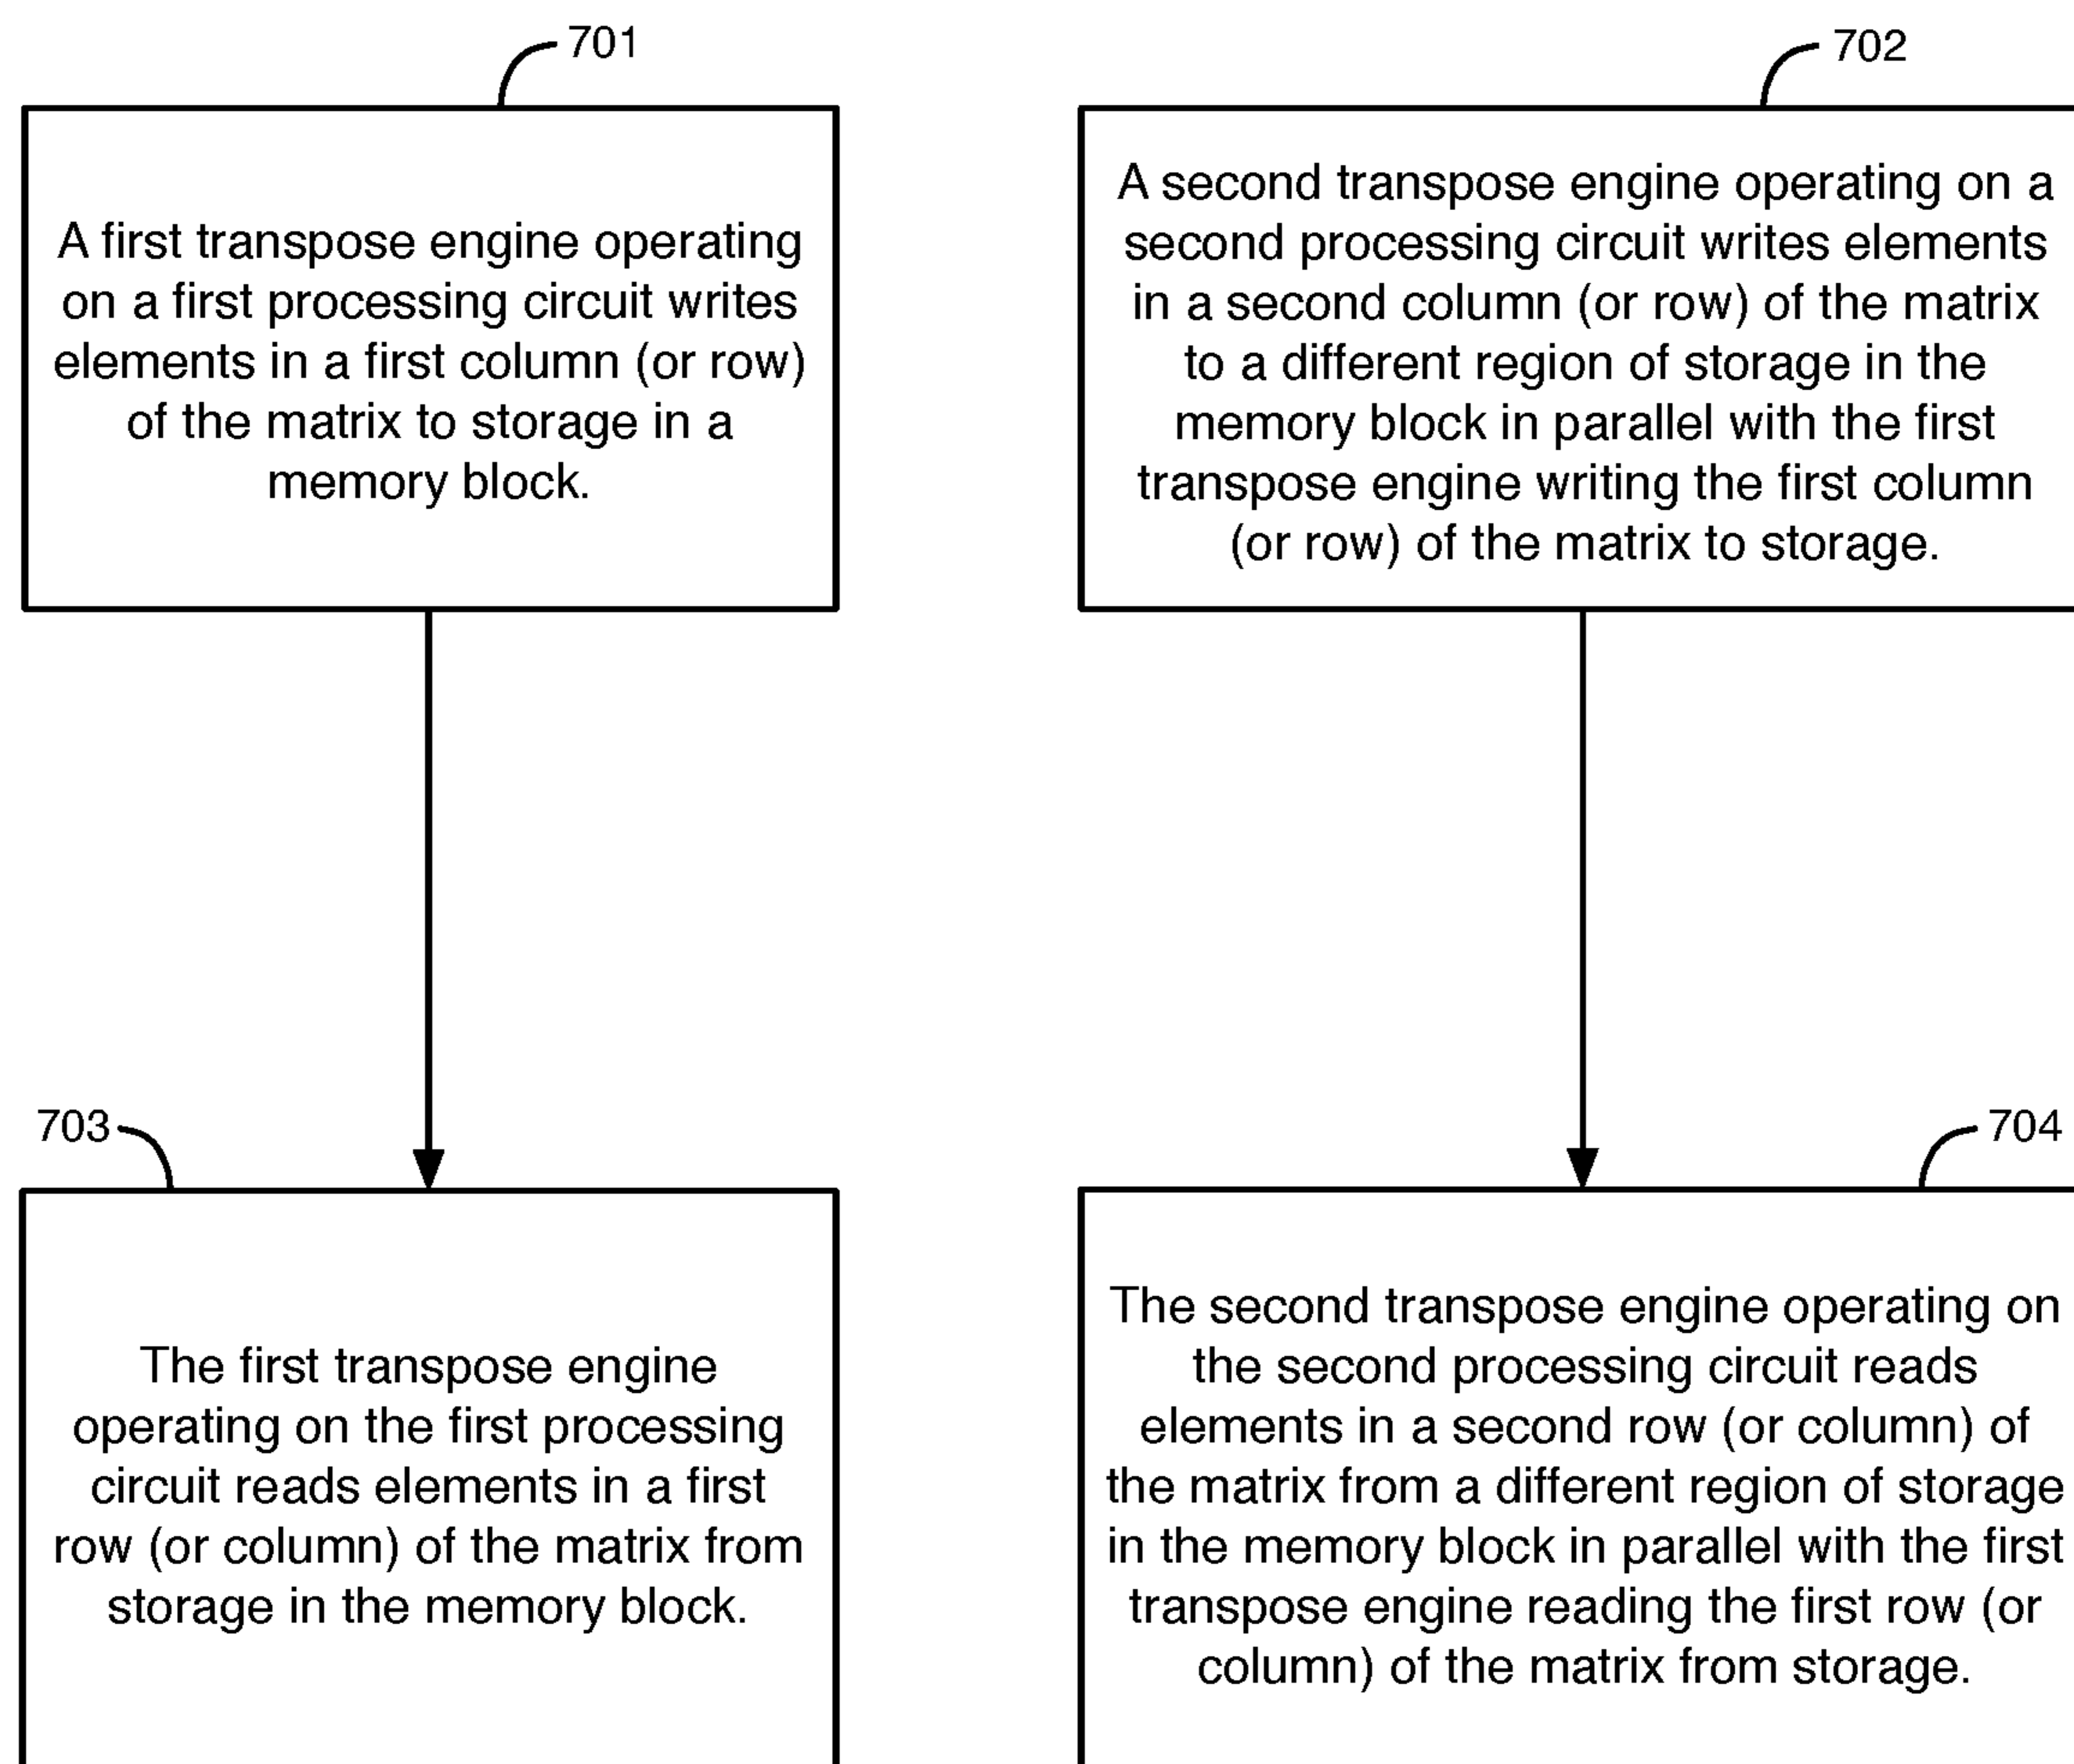 701
A first transpose engine operating
on a first processing circuit writes
elements in a first column (or row)
of the matrix to storage in a
memory block.
702
A second transpose engine operating on a
second processing circuit writes elements
in a second column (or row) of the matrix
to a different region of storage in the
memory block in parallel with the first
transpose engine writing the first column
(or row) of the matrix to storage.
703
The first transpose engine
operating on the first processing
circuit reads elements in a first
row (or column) of the matrix from
storage in the memory block.
704
The second transpose engine operating on
the second processing circuit reads
elements in a second row (or column) of
the matrix from a different region of storage
in the memory block in parallel with the first
transpose engine reading the first row (or
column) of the matrix from storage.